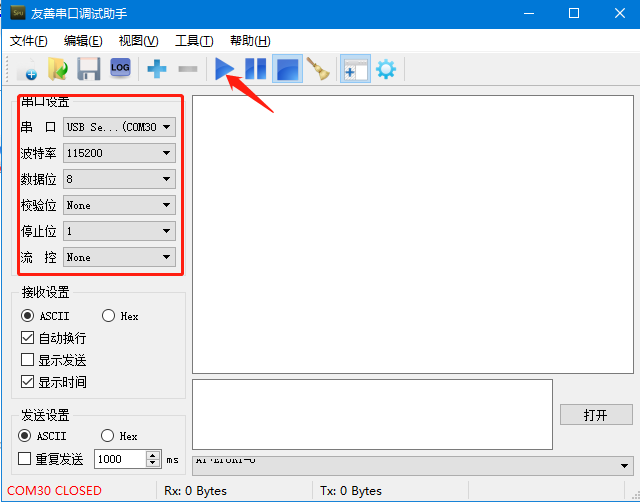 友善串口调试助手
文件(F) 编辑(E) 视图(V) 工具(T) 帮助(H)
LOG
串口设置
串 口 USB Se...(COM30
波特率 115200
数据位 8
校验位 None
停止位 1
流 控 None
接收设置
ASCII Hex
自动换行
显示发送
显示时间
发送设置
ASCII Hex
打开
重复发送 1000 ms
COM30 CLOSED Rx: 0 Bytes Tx: 0 Bytes